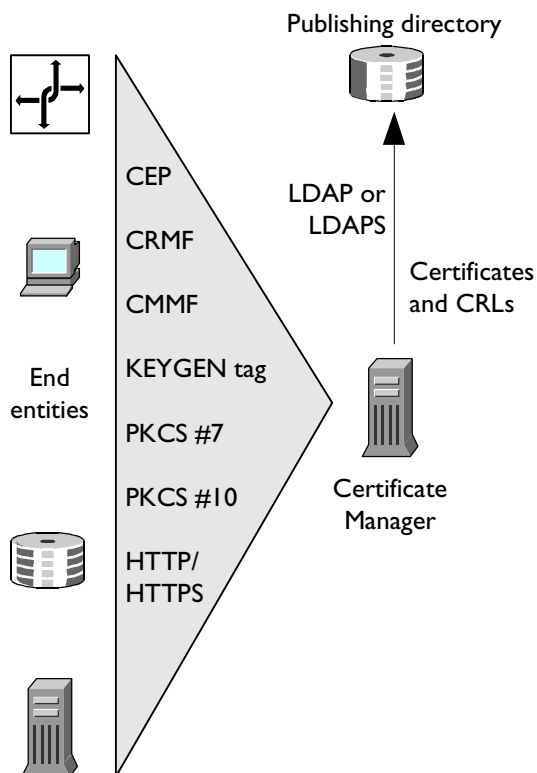 Publishing directory
CEP
CRMF
CMMF
KEYGEN tag
PKCS #7
PKCS #10
HTTP/
HTTPS
End
entities
LDAP or
LDAPS
Certificates
and CRLs
Certificate
Manager